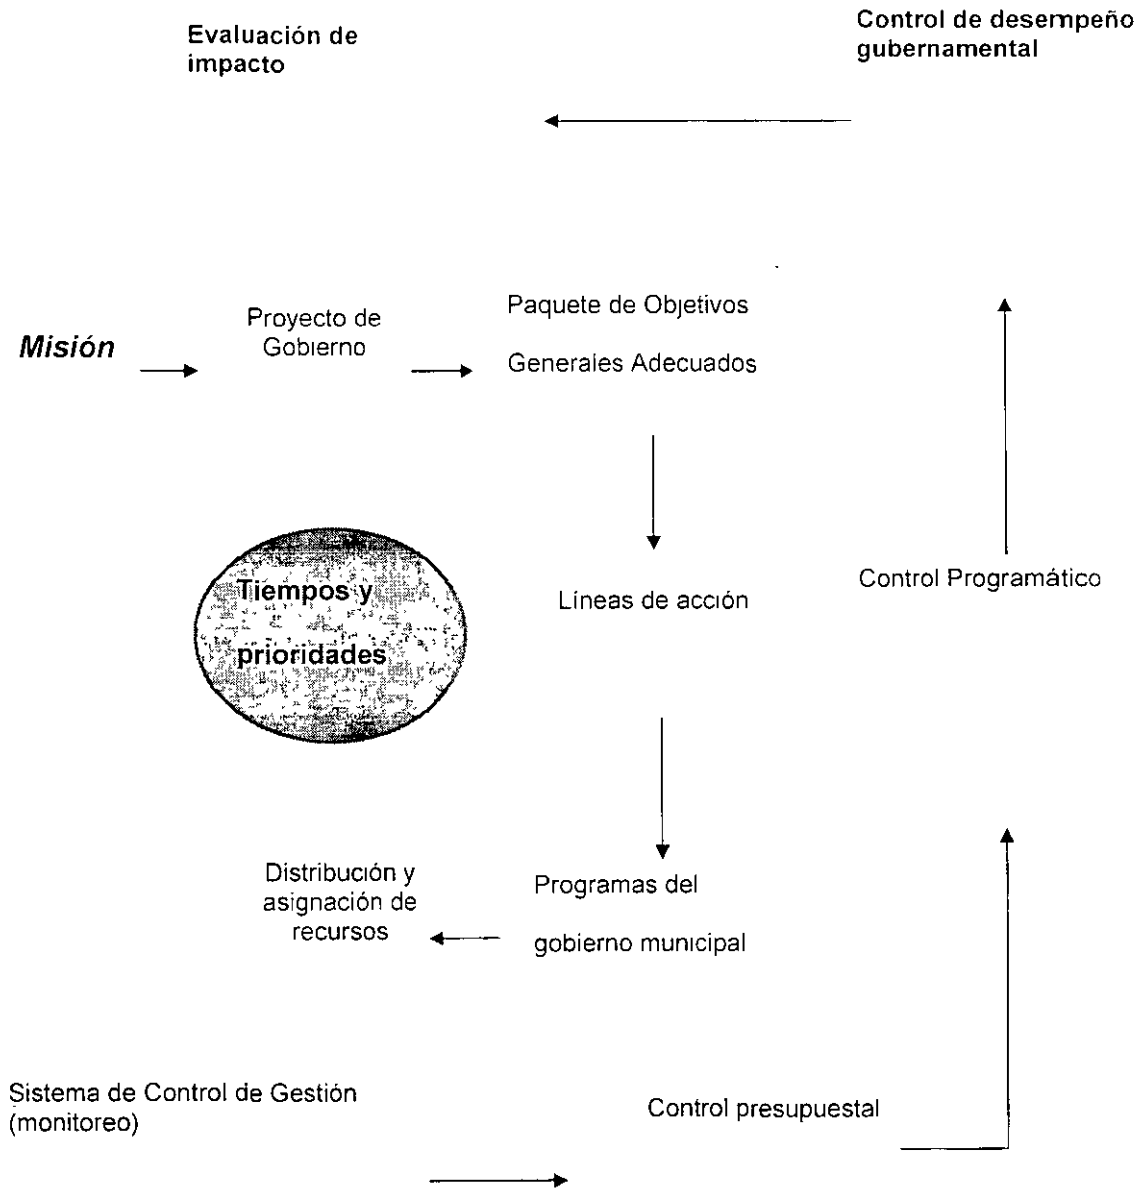 Evaluación de
impacto
Control de desempeño
gubernamental
Misión
Proyecto de
Gobierno
Paquete de Objetivos
Generales Adecuados
Tiempos y
prioridades
Líneas de acción
Control Programático
Distribución y
asignación de
recursos
Programas del
gobierno municipal
Sistema de Control de Gestión
(monitoreo)
Control presupuestal